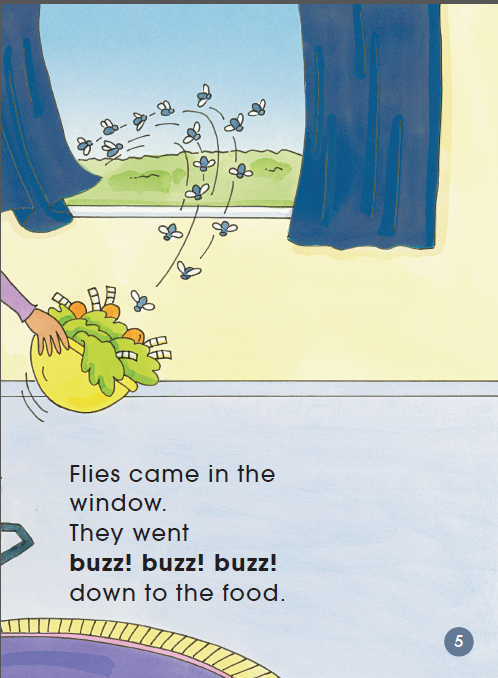 Flies came in the
window.
They went
buzz! buzz! buzz!
down to the food.
5